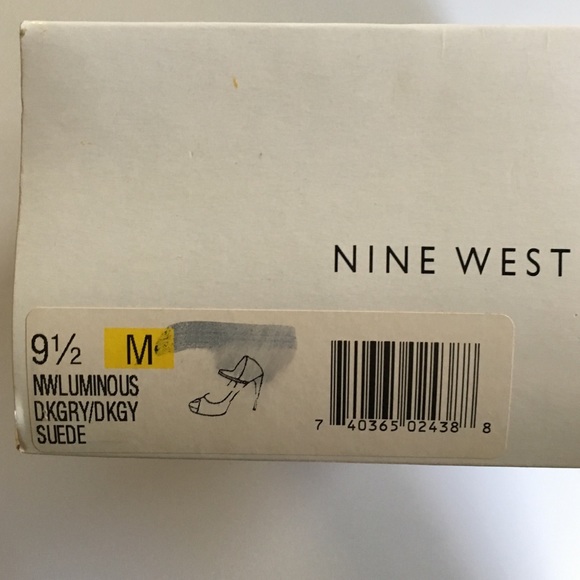 NINE WEST
9½ M
NWLUMINOUS
DKGRY/DKGY
SUEDE
7 40365 02438 8